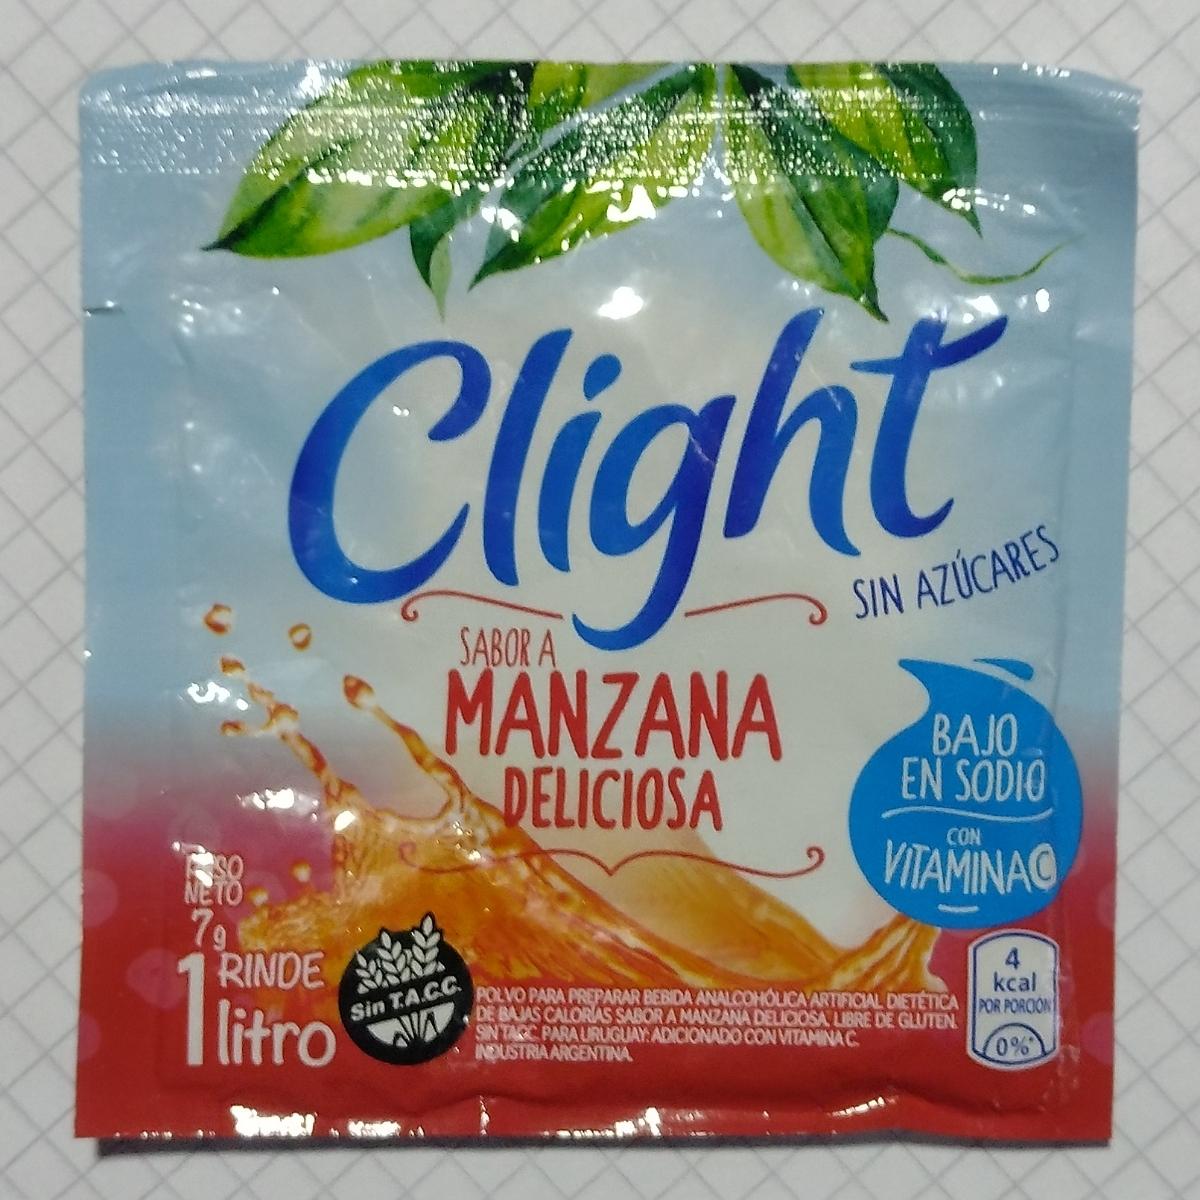 Clight
SIN AZÚCARES
SABOR A
MANZANA
DELICIOSA
BAJO
EN SODIO
CON
VITAMINA C
PESO
NETO
7g
RINDE
1 litro
Sin T.A.C.C.
POLVO PARA PREPARAR BEBIDA ANALCOHÓLICA ARTIFICIAL DIETÉTICA
DE BAJAS CALORÍAS SABOR A MANZANA DELICIOSA. LIBRE DE GLUTEN.
SIN TACC. PARA URUGUAY: ADICIONADO CON VITAMINA C.
INDUSTRIA ARGENTINA.
4
kcal
POR PORCIÓN
0%*